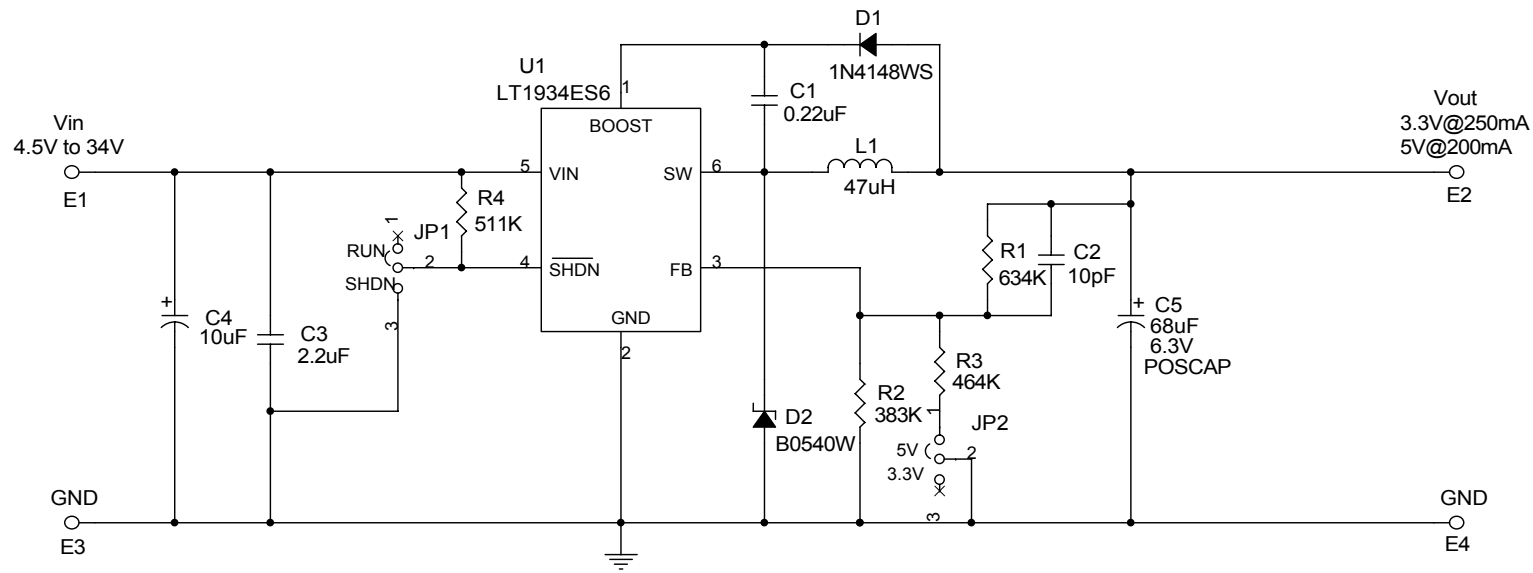 D1
1N4148WS
U1
LT1934ES6
1
BOOST
C1
0.22uF
Vin
4.5V to 34V
E1
Vout
3.3V@250mA
5V@200mA
E2
5
VIN
SW
6
L1
47uH
R4
511K
1
JP1
RUN
2
SHDN
3
4
SHDN
FB
3
GND
2
R1
634K
C2
10pF
C4
+
10uF
C3
2.2uF
+
C5
68uF
6.3V
POSCAP
R3
464K
R2
383K
D2
B0540W
1
JP2
5V
2
3.3V
3
GND
E3
GND
E4